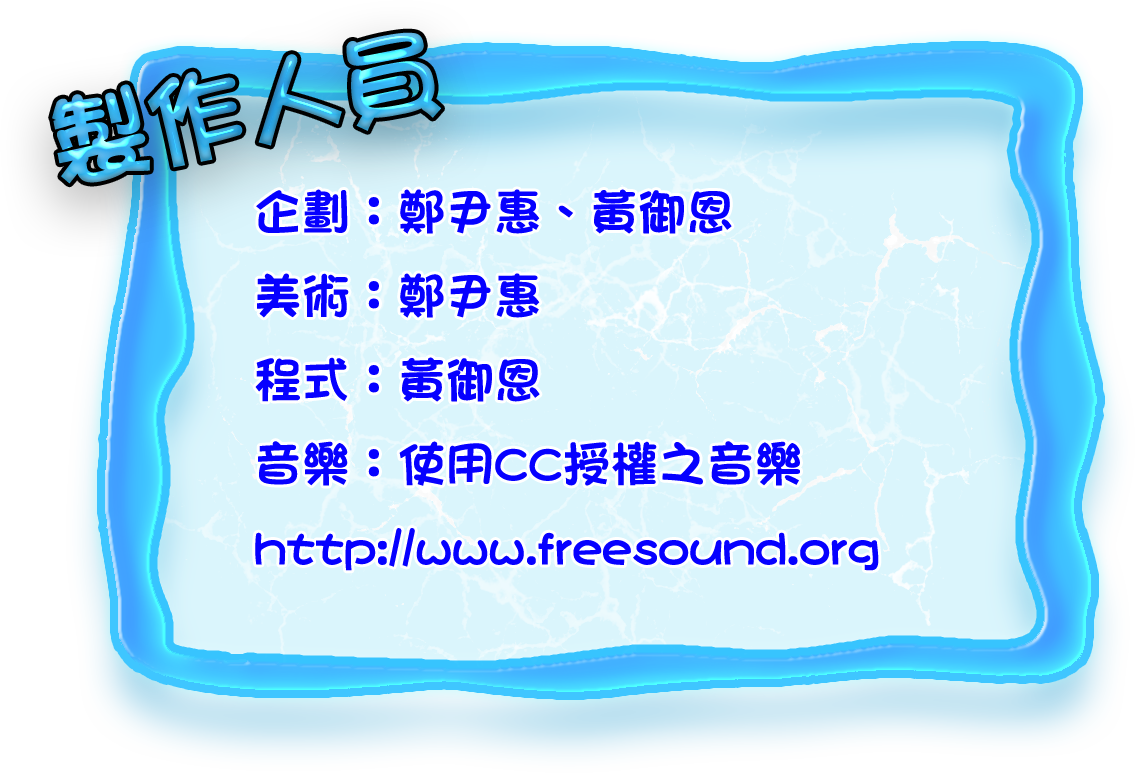 製作人員
企劃：鄭尹惠、黃御恩
美術：鄭尹惠
程式：黃御恩
音樂：使用CC授權之音樂
http://www.freesound.org